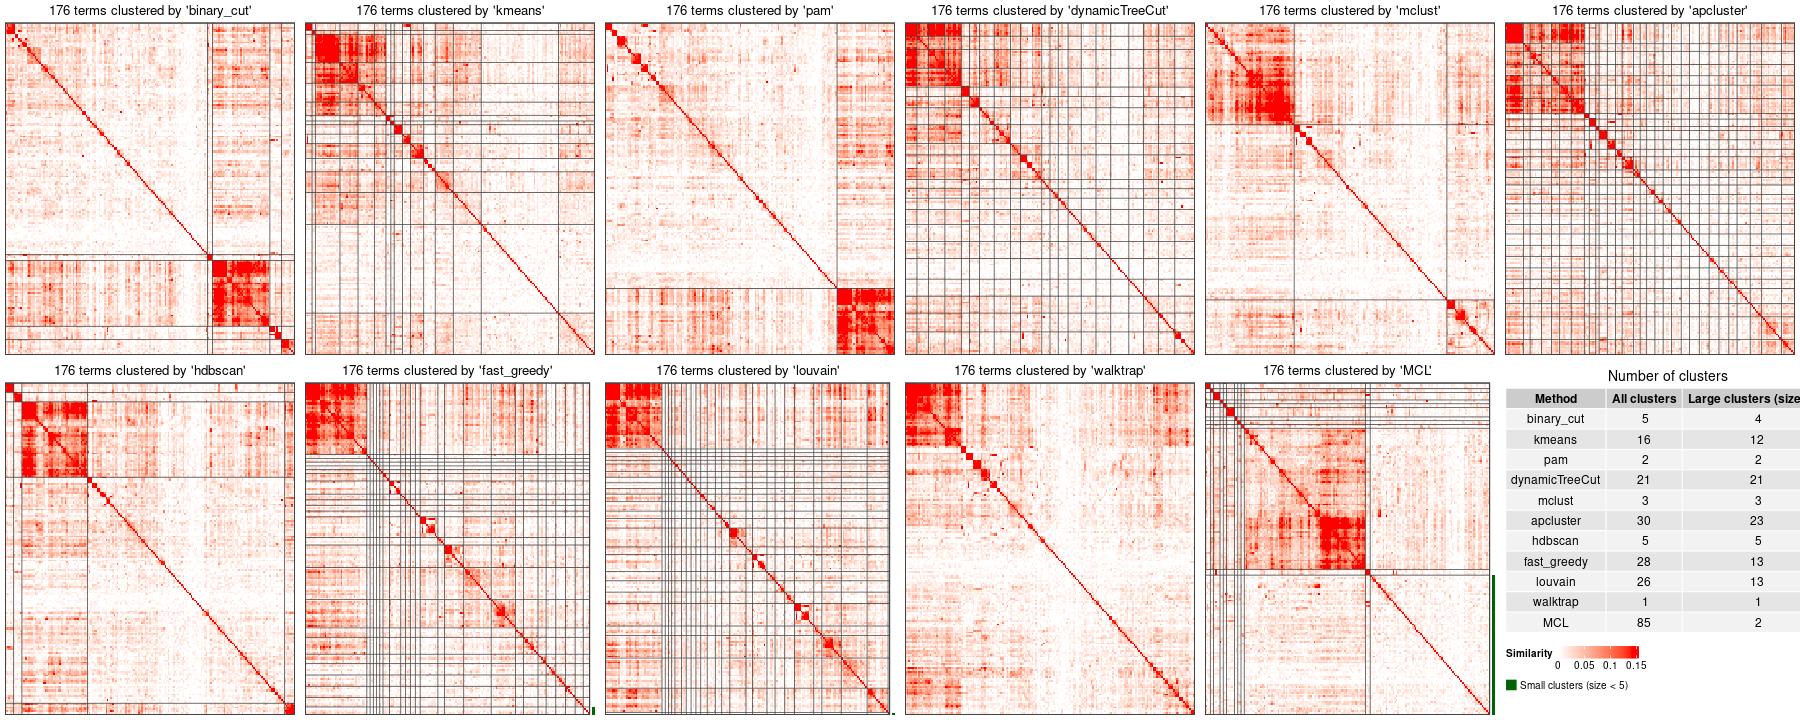 176 terms clustered by 'binary_cut'
176 terms clustered by 'kmeans'
176 terms clustered by 'pam'
176 terms clustered by 'dynamicTreeCut'
176 terms clustered by 'mclust'
176 terms clustered by 'apcluster'
176 terms clustered by 'hdbscan'
176 terms clustered by 'fast_greedy'
176 terms clustered by 'louvain'
176 terms clustered by 'walktrap'
176 terms clustered by 'MCL'
Number of clusters
Method All clusters Large clusters (size
binary_cut 5 4
kmeans 16 12
pam 2 2
dynamicTreeCut 21 21
mclust 3 3
apcluster 30 23
hdbscan 5 5
fast_greedy 28 13
louvain 26 13
walktrap 1 1
MCL 85 2
Similarity
0 0.05 0.1 0.15
Small clusters (size < 5)